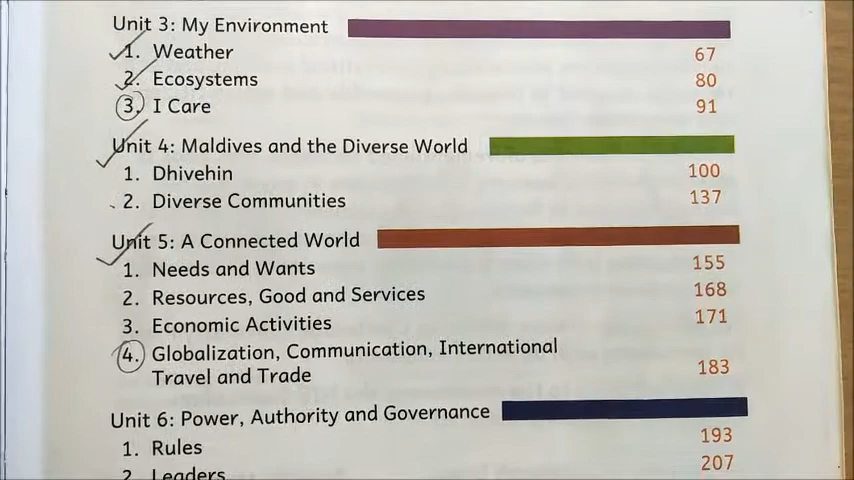 Unit 3: My Environment
1. Weather 67
2. Ecosystems 80
3. I Care 91
Unit 4: Maldives and the Diverse World
1. Dhivehin 100
2. Diverse Communities 137
Unit 5: A Connected World
1. Needs and Wants 155
2. Resources, Good and Services 168
3. Economic Activities 171
4. Globalization, Communication, International
Travel and Trade 183
Unit 6: Power, Authority and Governance
1. Rules 193
2. Leaders 207